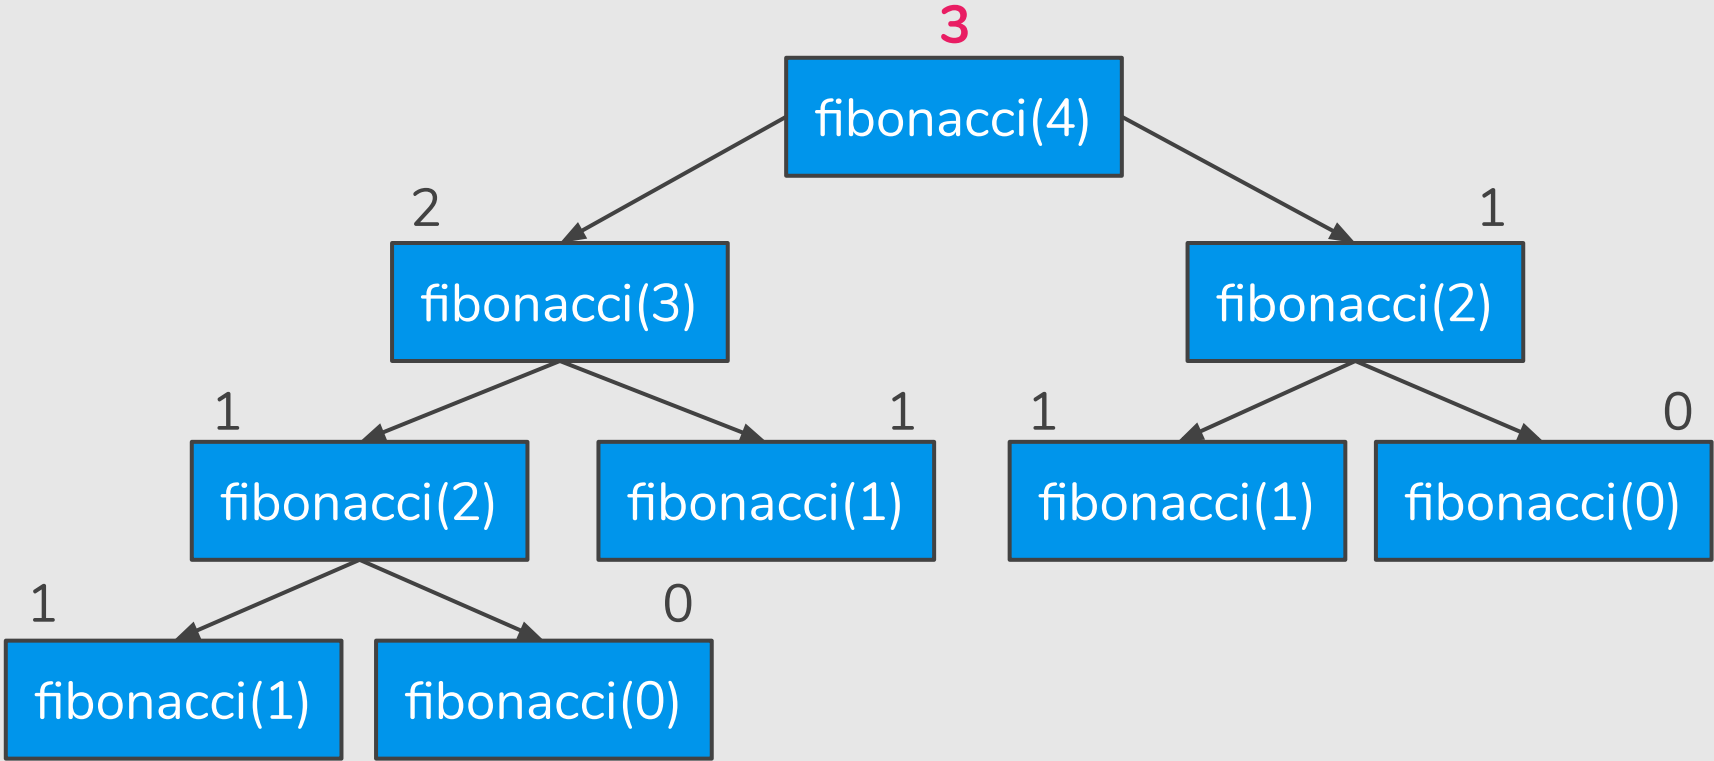 3
fibonacci(4)
2
1
fibonacci(3)
fibonacci(2)
1
1
1
0
fibonacci(2)
fibonacci(1)
fibonacci(1)
fibonacci(0)
1
0
fibonacci(1)
fibonacci(0)